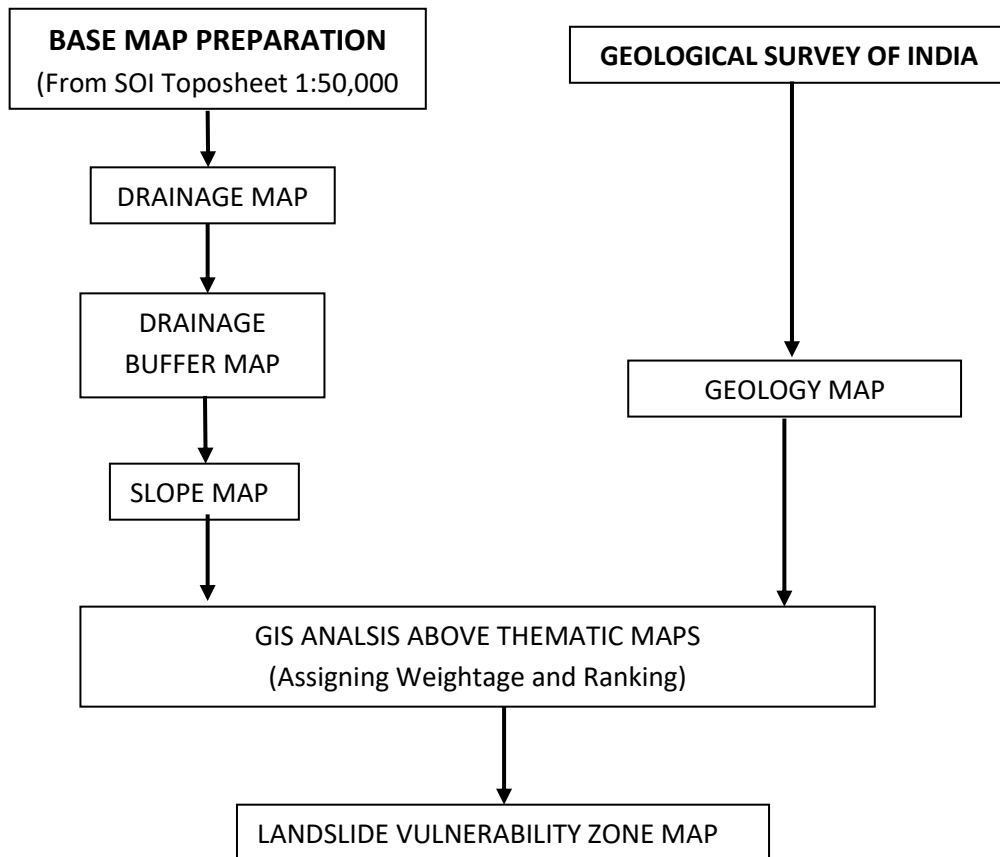 BASE MAP PREPARATION
(From SOI Toposheet 1:50,000
GEOLOGICAL SURVEY OF INDIA
DRAINAGE MAP
DRAINAGE
BUFFER MAP
GEOLOGY MAP
SLOPE MAP
GIS ANALSIS ABOVE THEMATIC MAPS
(Assigning Weightage and Ranking)
LANDSLIDE VULNERABILITY ZONE MAP